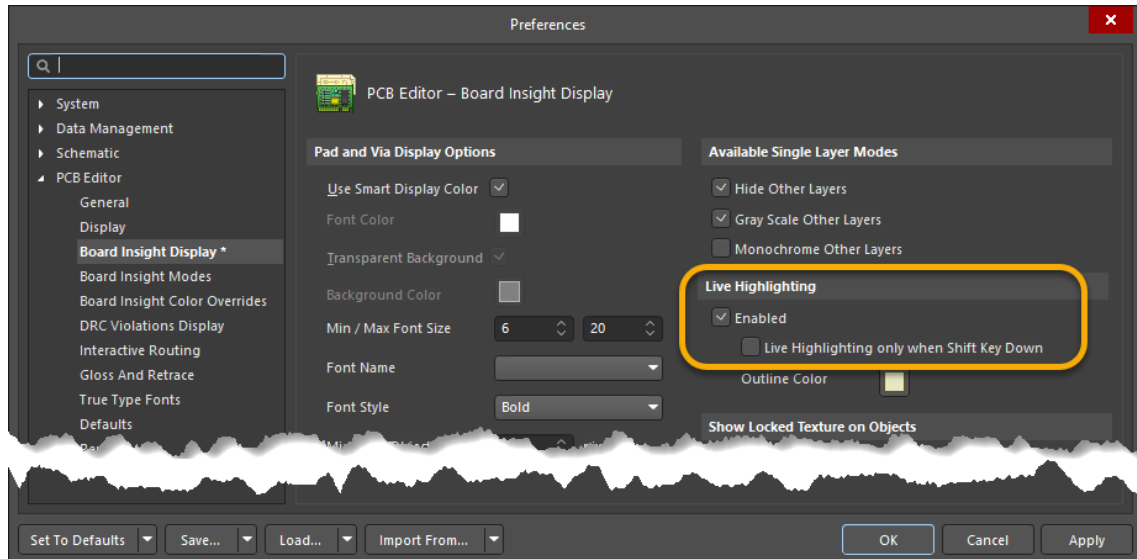 Preferences
System
Data Management
Schematic
PCB Editor
General
Display
Board Insight Display *
Board Insight Modes
Board Insight Color Overrides
DRC Violations Display
Interactive Routing
Gloss And Retrace
True Type Fonts
Defaults
PCB Editor – Board Insight Display
Pad and Via Display Options
Use Smart Display Color
Font Color
Transparent Background
Background Color
Min / Max Font Size 6 20
Font Name
Font Style Bold
Available Single Layer Modes
Hide Other Layers
Gray Scale Other Layers
Monochrome Other Layers
Live Highlighting
Enabled
Live Highlighting only when Shift Key Down
Outline Color
Show Locked Texture on Objects
Set To Defaults Save... Load... Import From... OK Cancel Apply